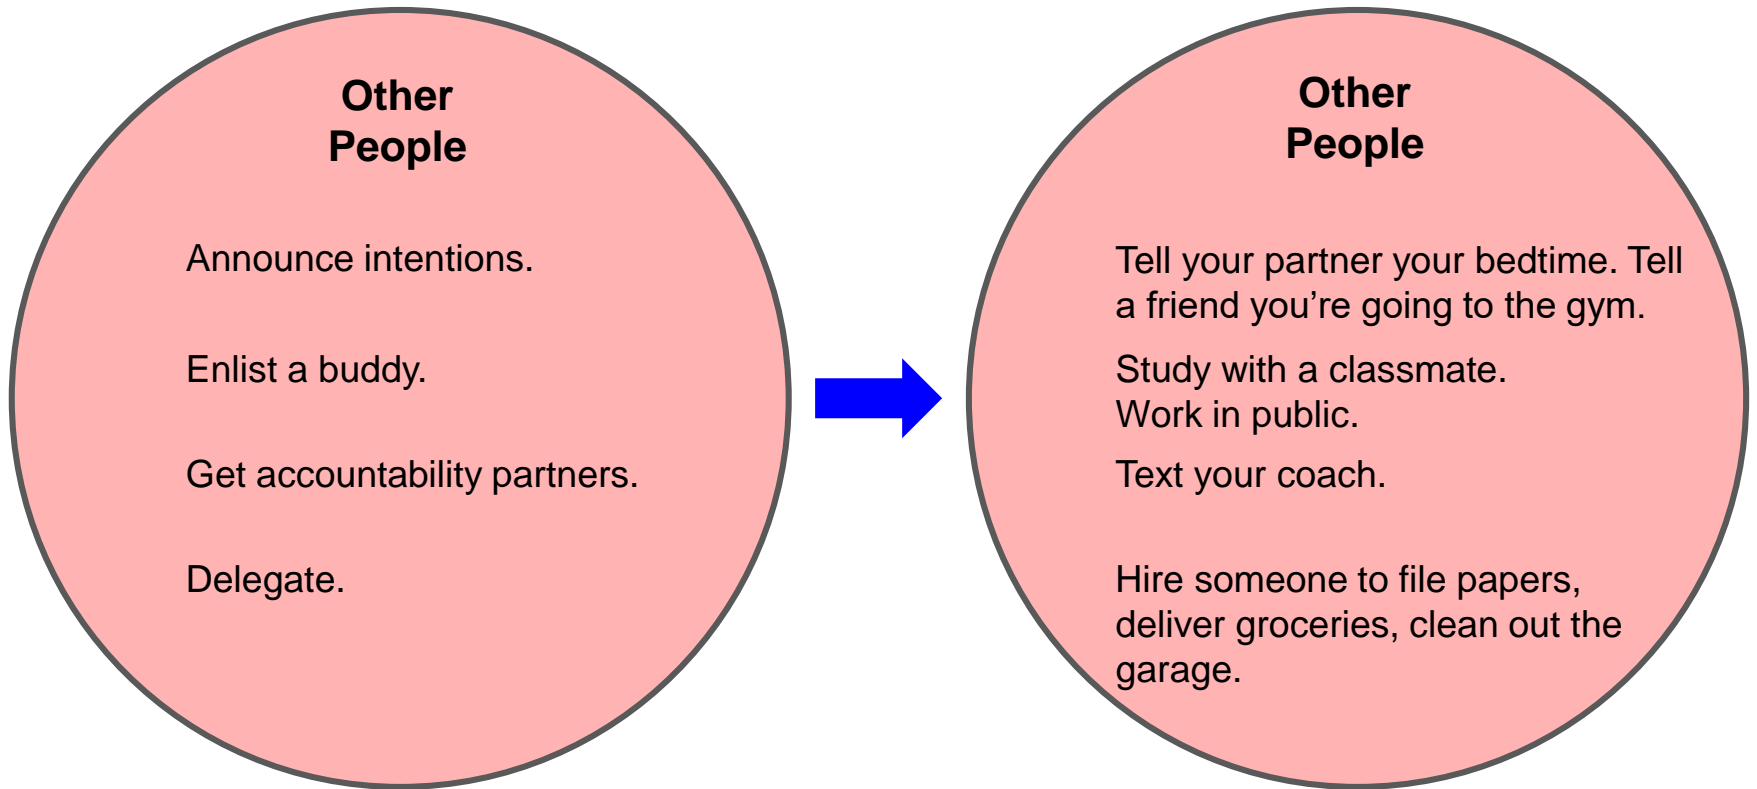 Other
People
Announce intentions.
Enlist a buddy.
Get accountability partners.
Delegate.
Other
People
Tell your partner your bedtime. Tell
a friend you’re going to the gym.
Study with a classmate.
Work in public.
Text your coach.
Hire someone to file papers,
deliver groceries, clean out the
garage.